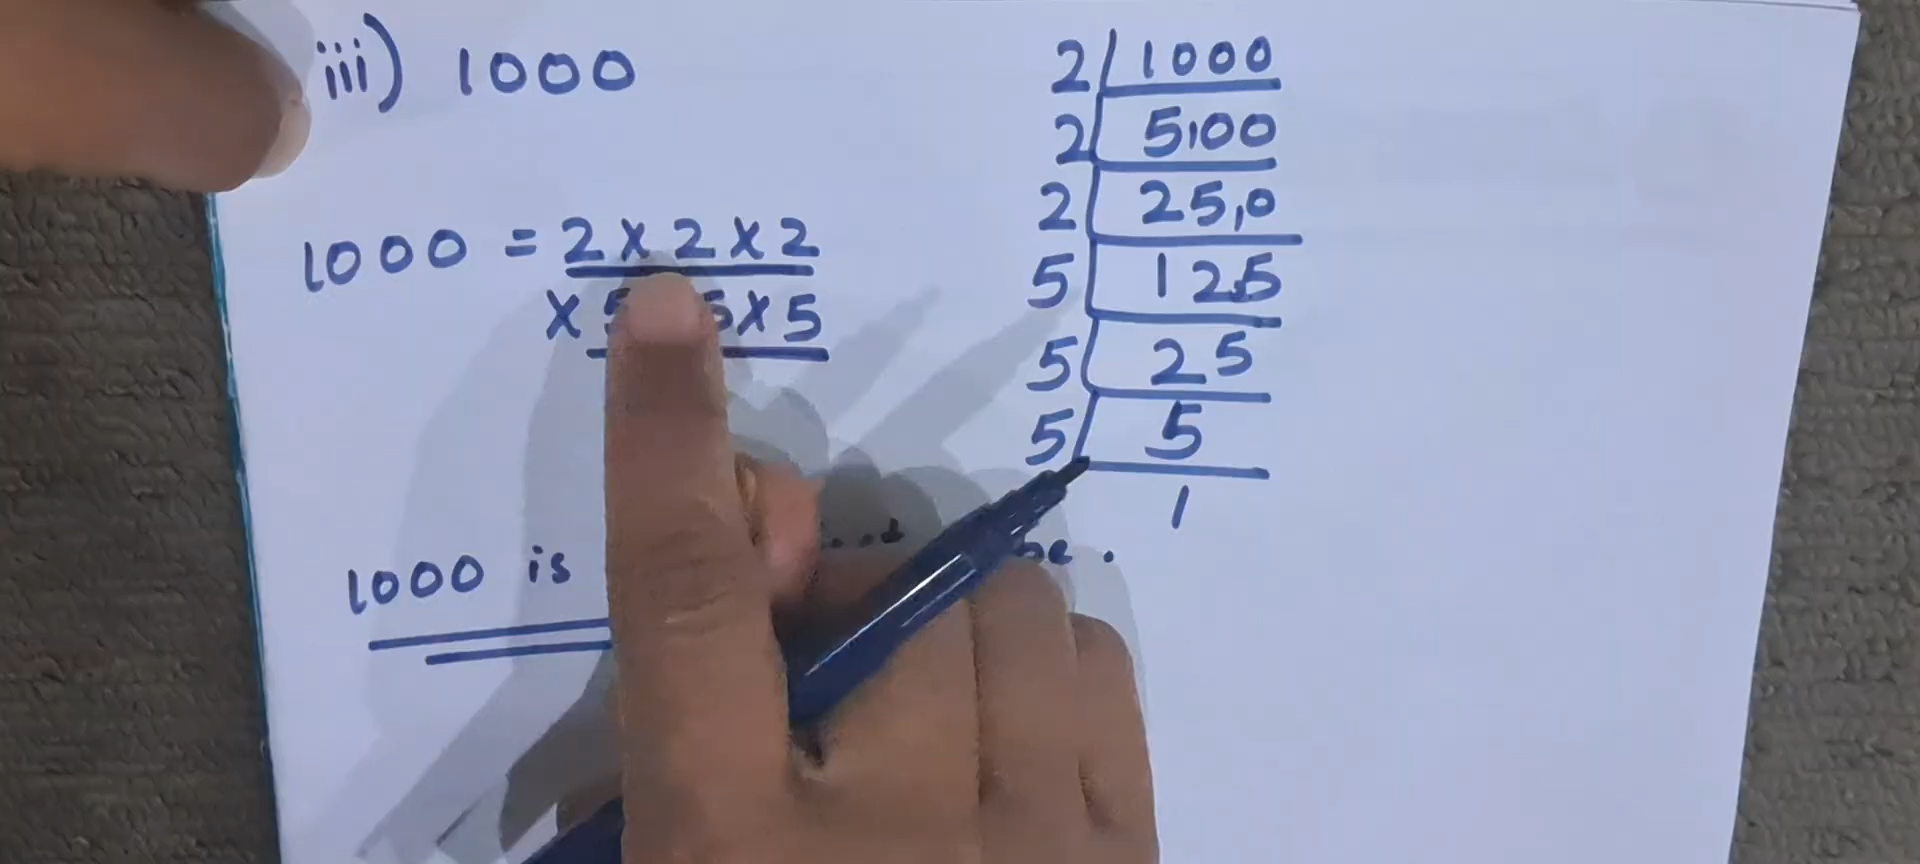 iii) 1000
1000 = 2 x 2 x 2
x 5 5 x 5
1000 is
2 1000
2 500
2 250
5 125
5 25
5 5
1